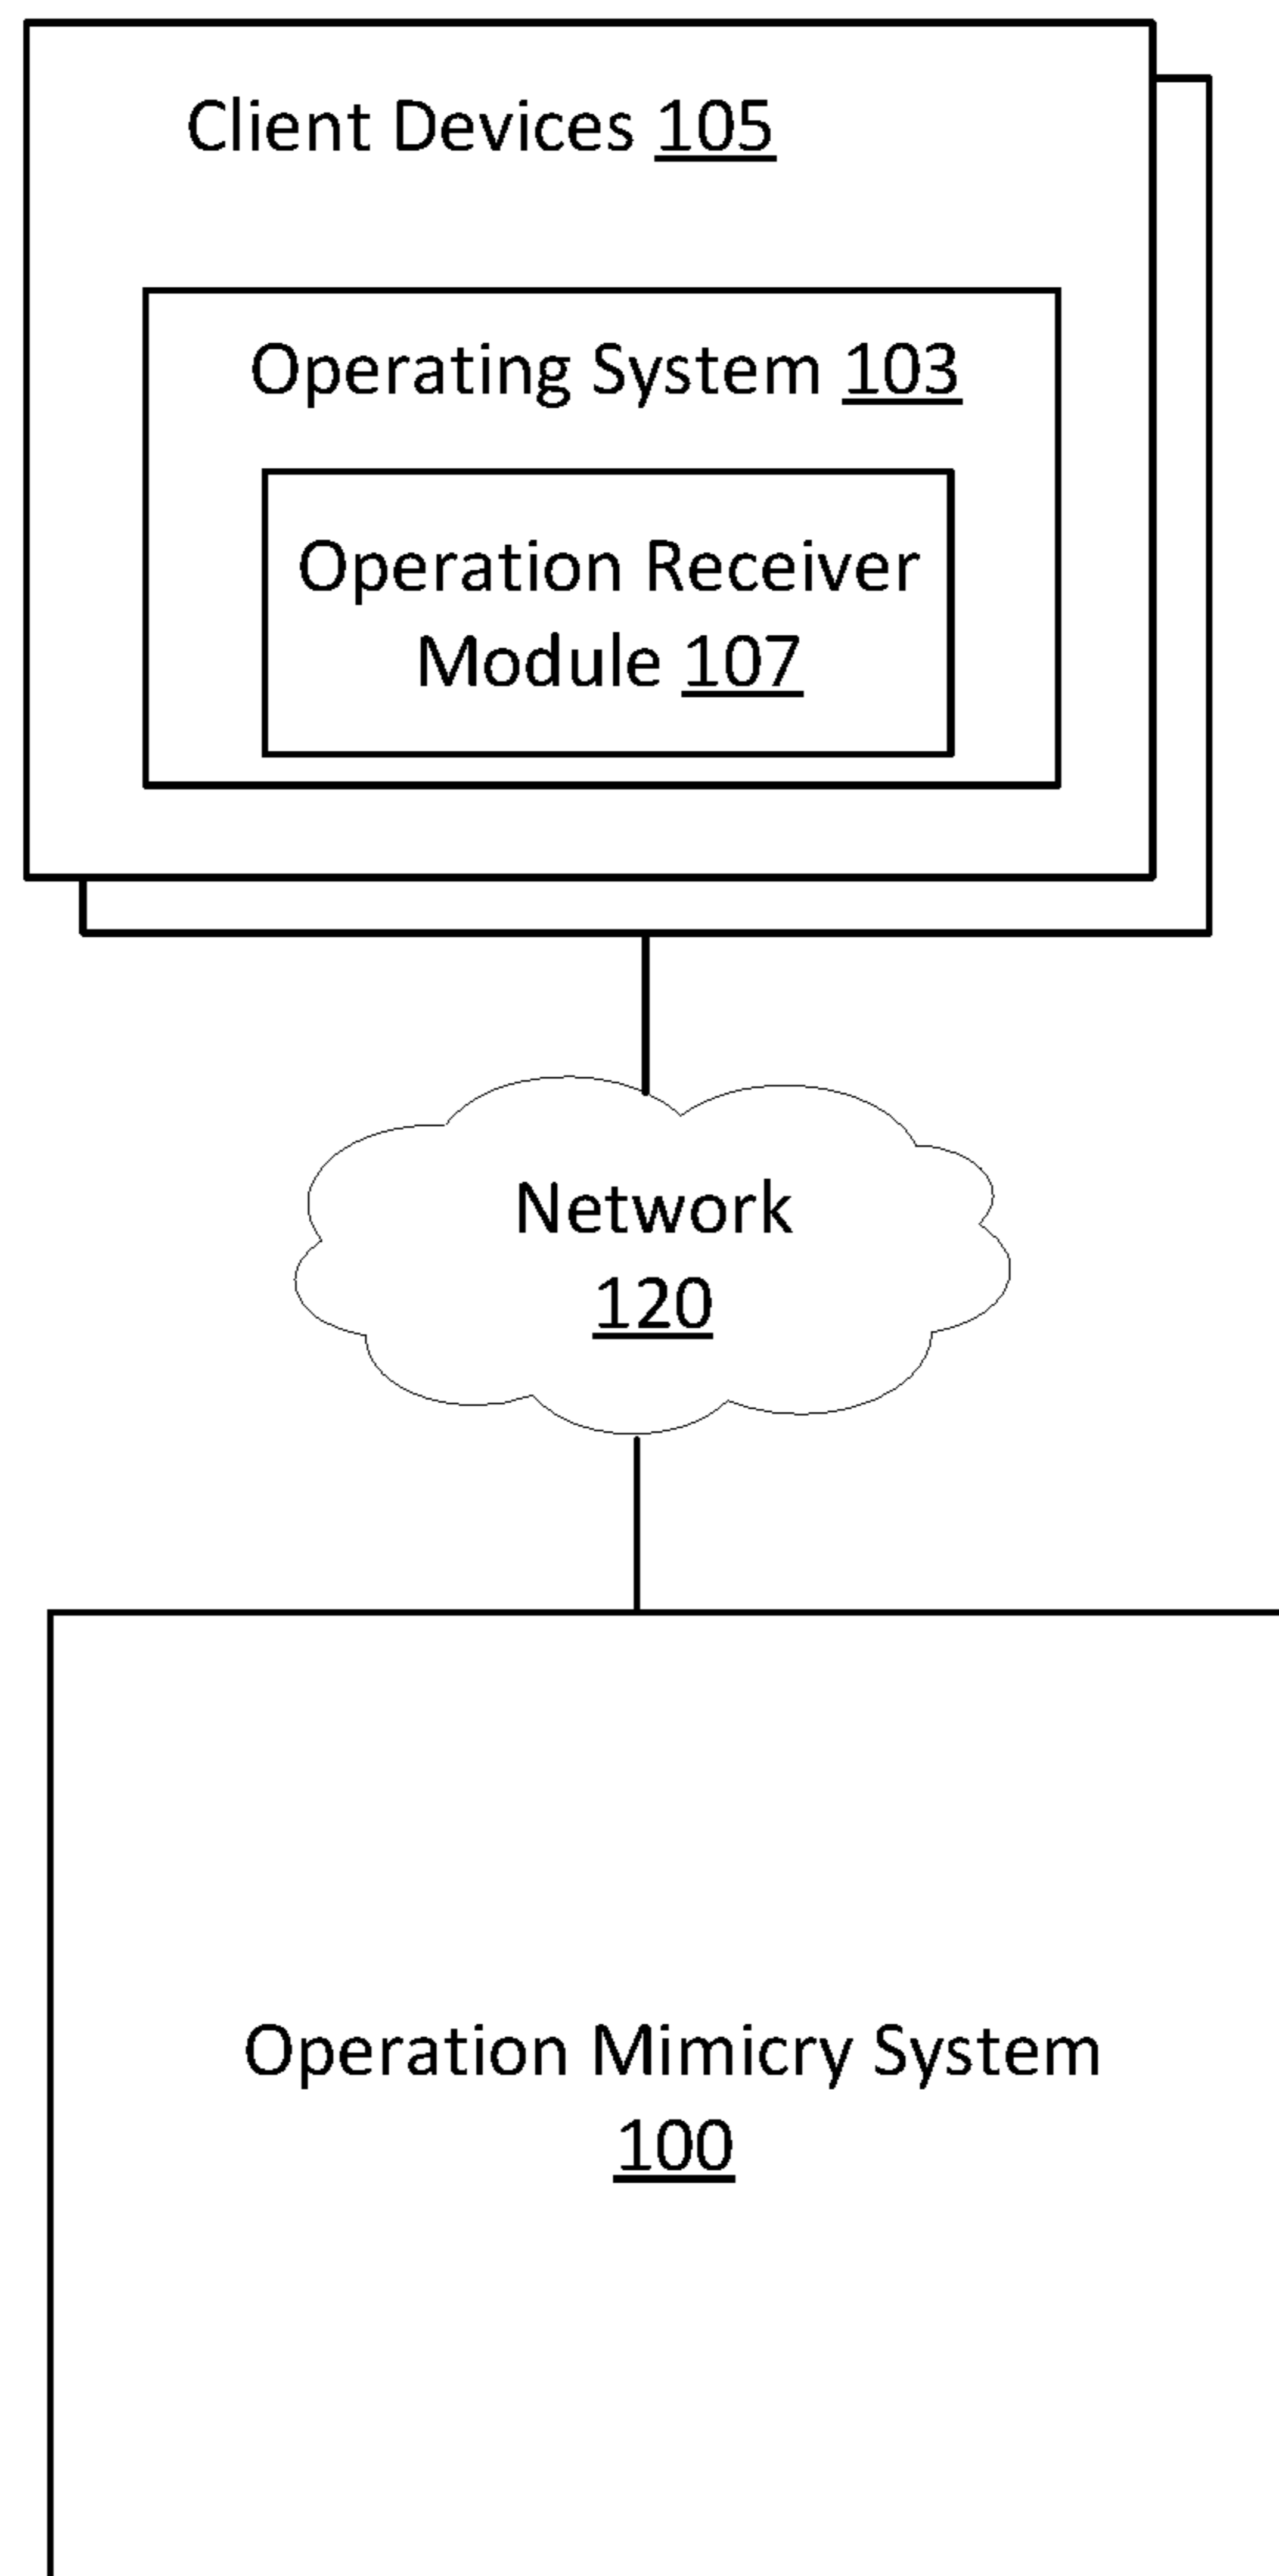 Client Devices 105
Operating System 103
Operation Receiver
Module 107
Network
120
Operation Mimicry System
100